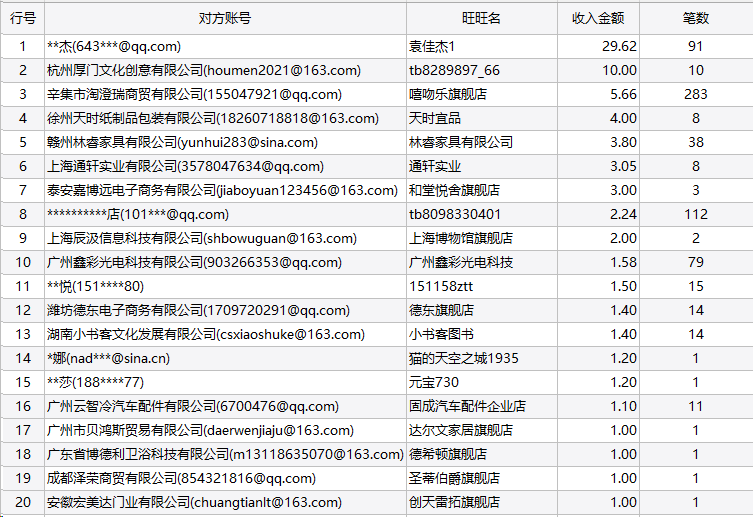 行号 对方账号 旺旺名 收入金额 笔数
1 **杰(643***@qq.com) 袁佳杰1 29.62 91
2 杭州厚门文化创意有限公司(houmen2021@163.com) tb8289897_66 10.00 10
3 辛集市淘澄瑞商贸有限公司(155047921@qq.com) 嘻吻乐旗舰店 5.66 283
4 徐州天时纸制品包装有限公司(18260718818@163.com) 天时宜品 4.00 8
5 赣州林睿家具有限公司(yunhui283@sina.com) 林睿家具有限公司 3.80 38
6 上海通轩实业有限公司(3578047634@qq.com) 通轩实业 3.05 8
7 泰安嘉博远电子商务有限公司(jiaboyuan123456@163.com) 和堂悦舍旗舰店 3.00 3
8 **********店(101***@qq.com) tb8098330401 2.24 112
9 上海辰汲信息科技有限公司(shbowuguan@163.com) 上海博物馆旗舰店 2.00 2
10 广州鑫彩光电科技有限公司(903266353@qq.com) 广州鑫彩光电科技 1.58 79
11 **悦(151****80) 151158ztt 1.50 15
12 潍坊德东电子商务有限公司(1709720291@qq.com) 德东旗舰店 1.40 14
13 湖南小书客文化发展有限公司(csxiaoshuke@163.com) 小书客图书 1.40 14
14 *娜(nad***@sina.cn) 猫的天空之城1935 1.20 1
15 **莎(188****77) 元宝730 1.20 1
16 广州云智冷汽车配件有限公司(6700476@qq.com) 固成汽车配件企业店 1.10 11
17 广州市贝鸿斯贸易有限公司(daerwenjiaju@163.com) 达尔文家居旗舰店 1.00 1
18 广东省博德利卫浴科技有限公司(m13118635070@163.com) 德希顿旗舰店 1.00 1
19 成都泽荣商贸有限公司(854321816@qq.com) 圣蒂伯爵旗舰店 1.00 1
20 安徽宏美达门业有限公司(chuangtianlt@163.com) 创天雷拓旗舰店 1.00 1